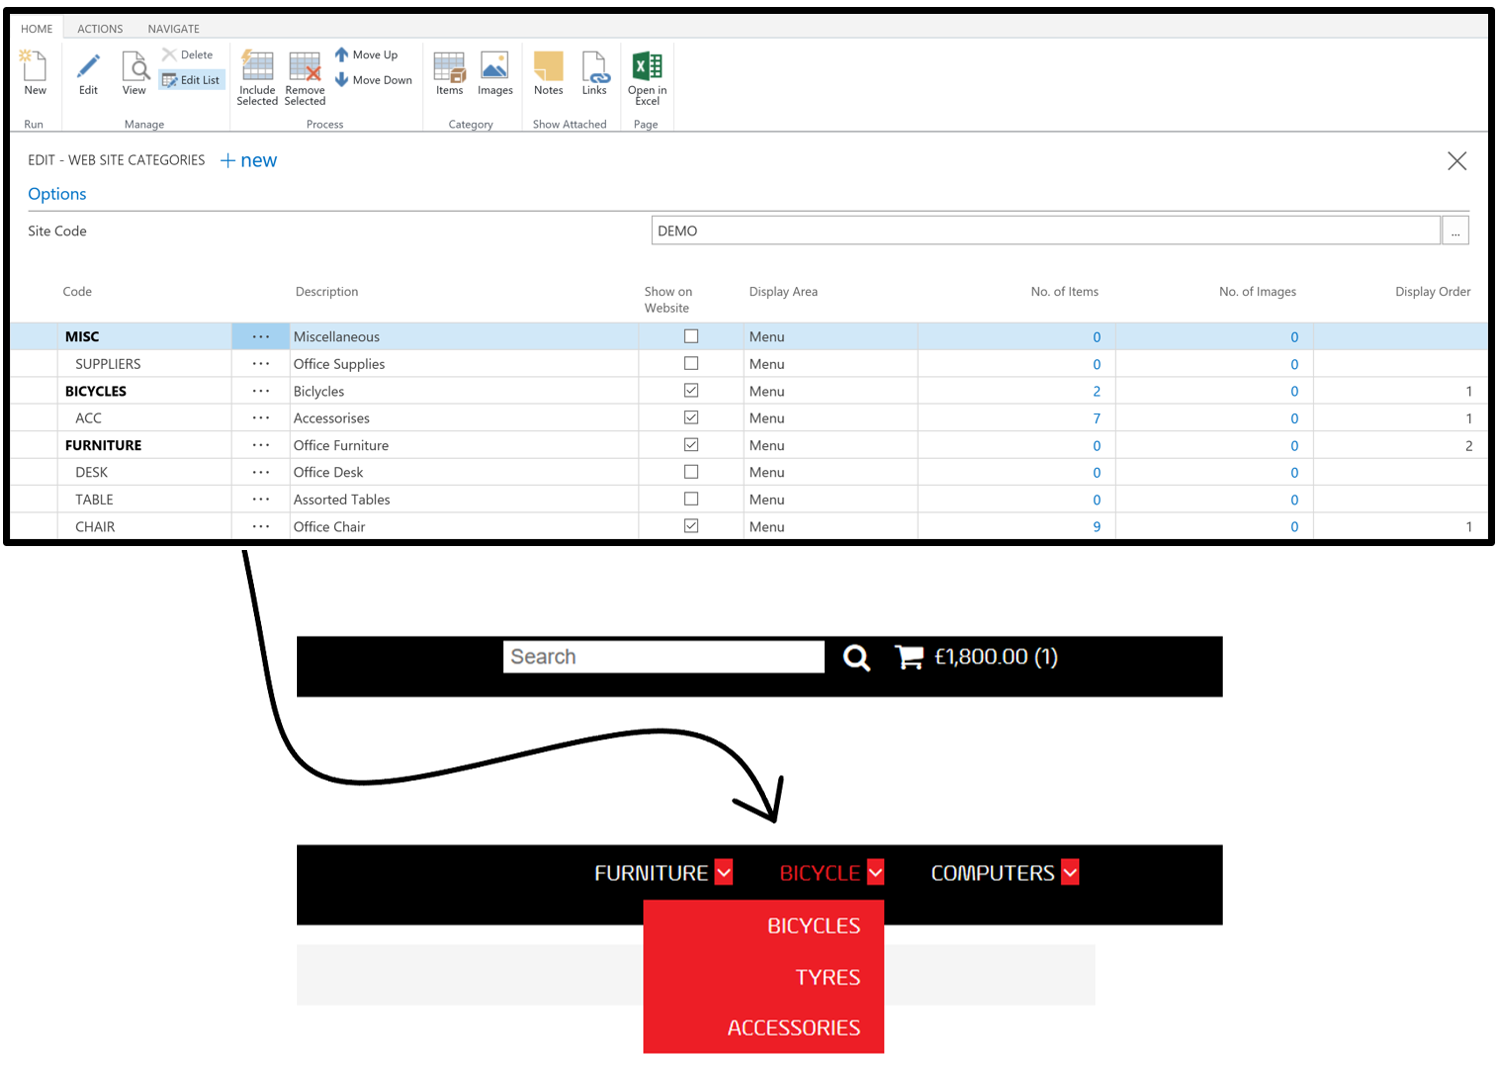 HOME ACTIONS NAVIGATE
New
Edit
View
Delete
Edit List
Include Selected
Remove Selected
Move Up
Move Down
Items
Images
Notes
Links
Open in Excel
Run Manage Process Category Show Attached Page
EDIT - WEB SITE CATEGORIES + new
Options
Site Code DEMO ...
Code Description Show on Website Display Area No. of Items No. of Images Display Order
MISC ··· Miscellaneous Menu 0 0
SUPPLIERS ··· Office Supplies Menu 0 0
BICYCLES ··· Biclycles Menu 2 0 1
ACC ··· Accessorises Menu 7 0 1
FURNITURE ··· Office Furniture Menu 0 0 2
DESK ··· Office Desk Menu 0 0
TABLE ··· Assorted Tables Menu 0 0
CHAIR ··· Office Chair Menu 9 0 1
Search £1,800.00 (1)
FURNITURE BICYCLE COMPUTERS
BICYCLES
TYRES
ACCESSORIES